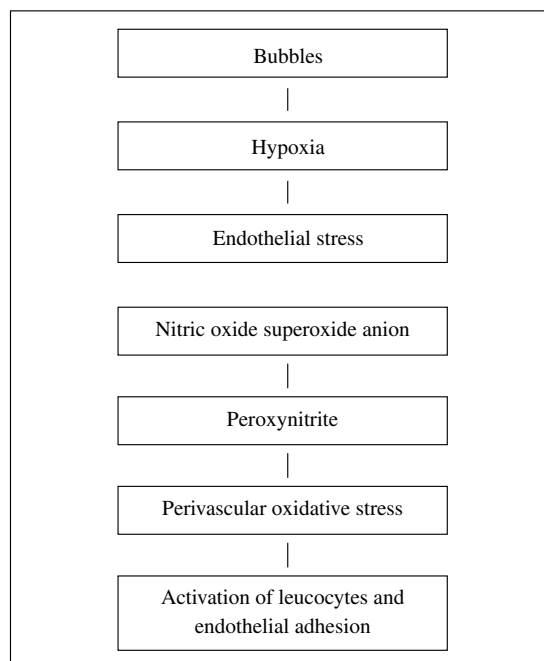 Bubbles
Hypoxia
Endothelial stress
Nitric oxide superoxide anion
Peroxynitrite
Perivascular oxidative stress
Activation of leucocytes and
endothelial adhesion